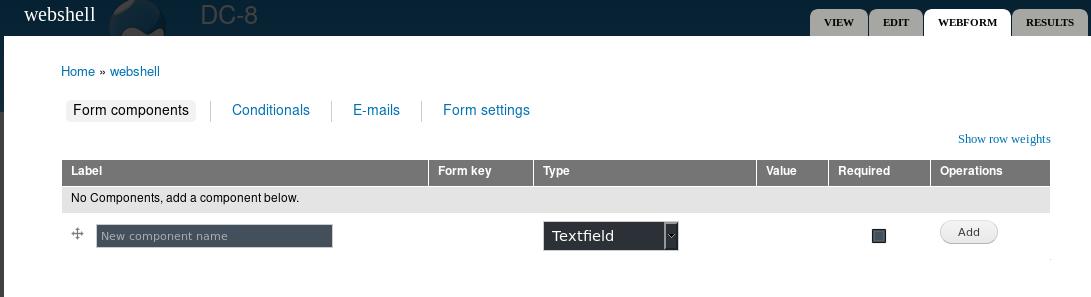 webshell
DC-8
VIEW EDIT WEBFORM RESULTS
Home » webshell
Form components Conditionals E-mails Form settings
Show row weights
Label Form key Type Value Required Operations
No Components, add a component below.
New component name Textfield Add